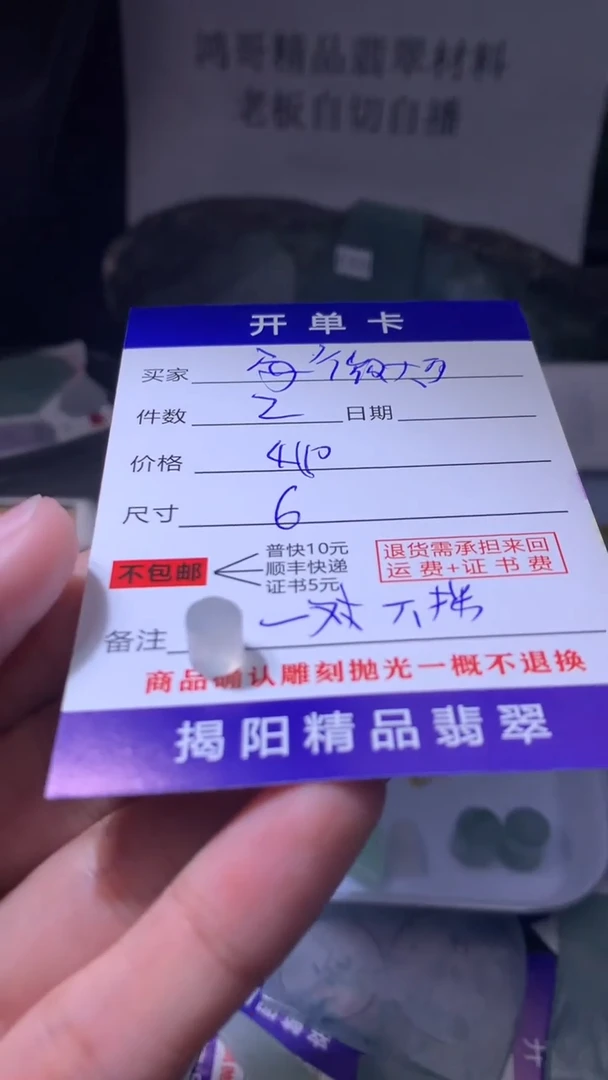 鸿哥精品翡翠材料
老板自切自播
开单卡
买家
件数 2 日期
价格
尺寸 6
普快10元
不包邮 顺丰快递
证书5元
退货需承担来回
运费+证书费
备注 一对 不拆
商品确认雕刻抛光一概不退换
揭阳精品翡翠